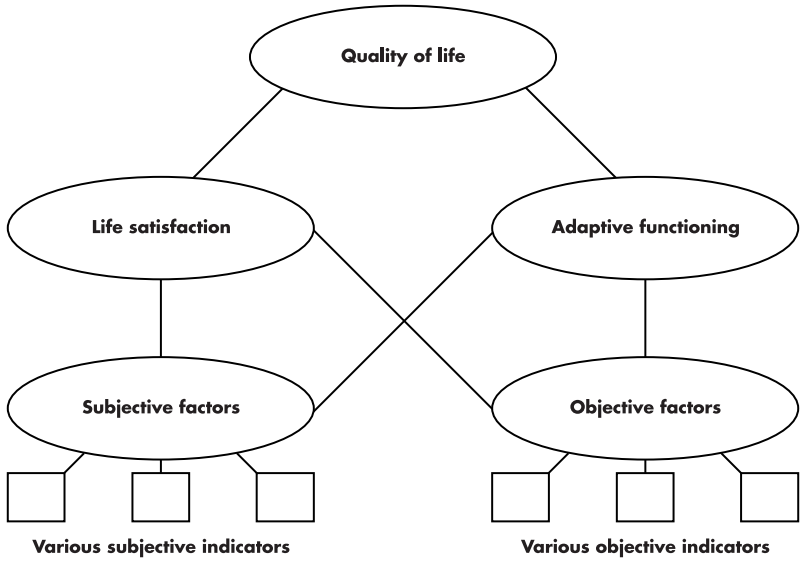 Quality of life
Life satisfaction
Adaptive functioning
Subjective factors
Objective factors
Various subjective indicators
Various objective indicators